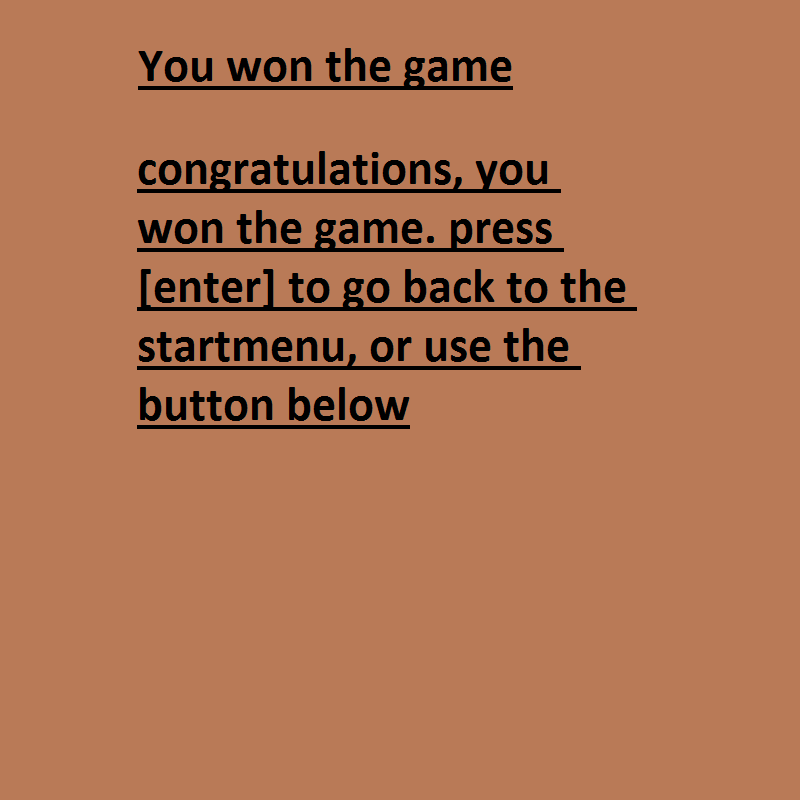 You won the game
congratulations, you
won the game. press
[enter] to go back to the
startmenu, or use the
button below